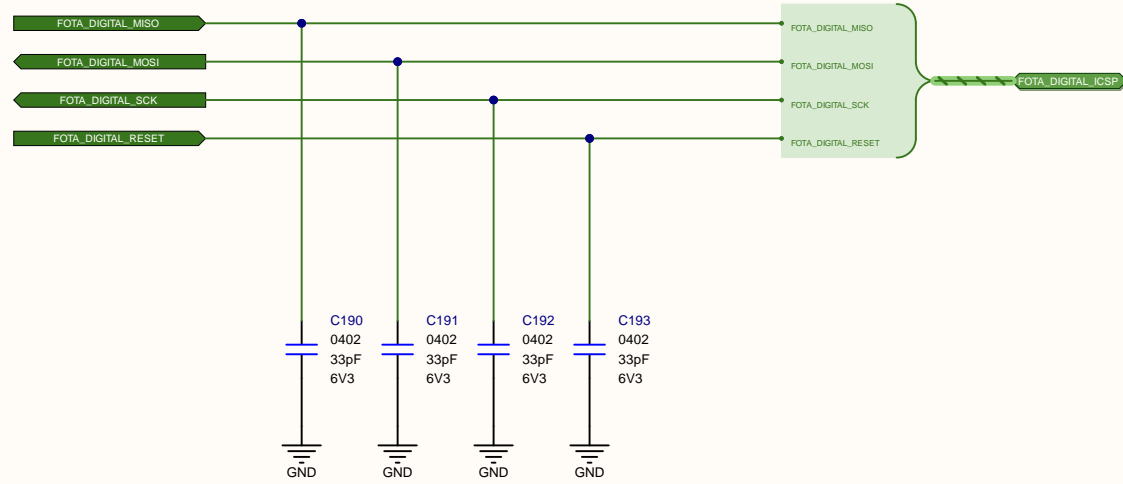 FOTA_DIGITAL_MISO
FOTA_DIGITAL_MISO
FOTA_DIGITAL_MOSI
FOTA_DIGITAL_MOSI
FOTA_DIGITAL_ICSP
FOTA_DIGITAL_SCK
FOTA_DIGITAL_SCK
FOTA_DIGITAL_RESET
FOTA_DIGITAL_RESET
C190
0402
33pF
6V3
C191
0402
33pF
6V3
C192
0402
33pF
6V3
C193
0402
33pF
6V3
GND
GND
GND
GND